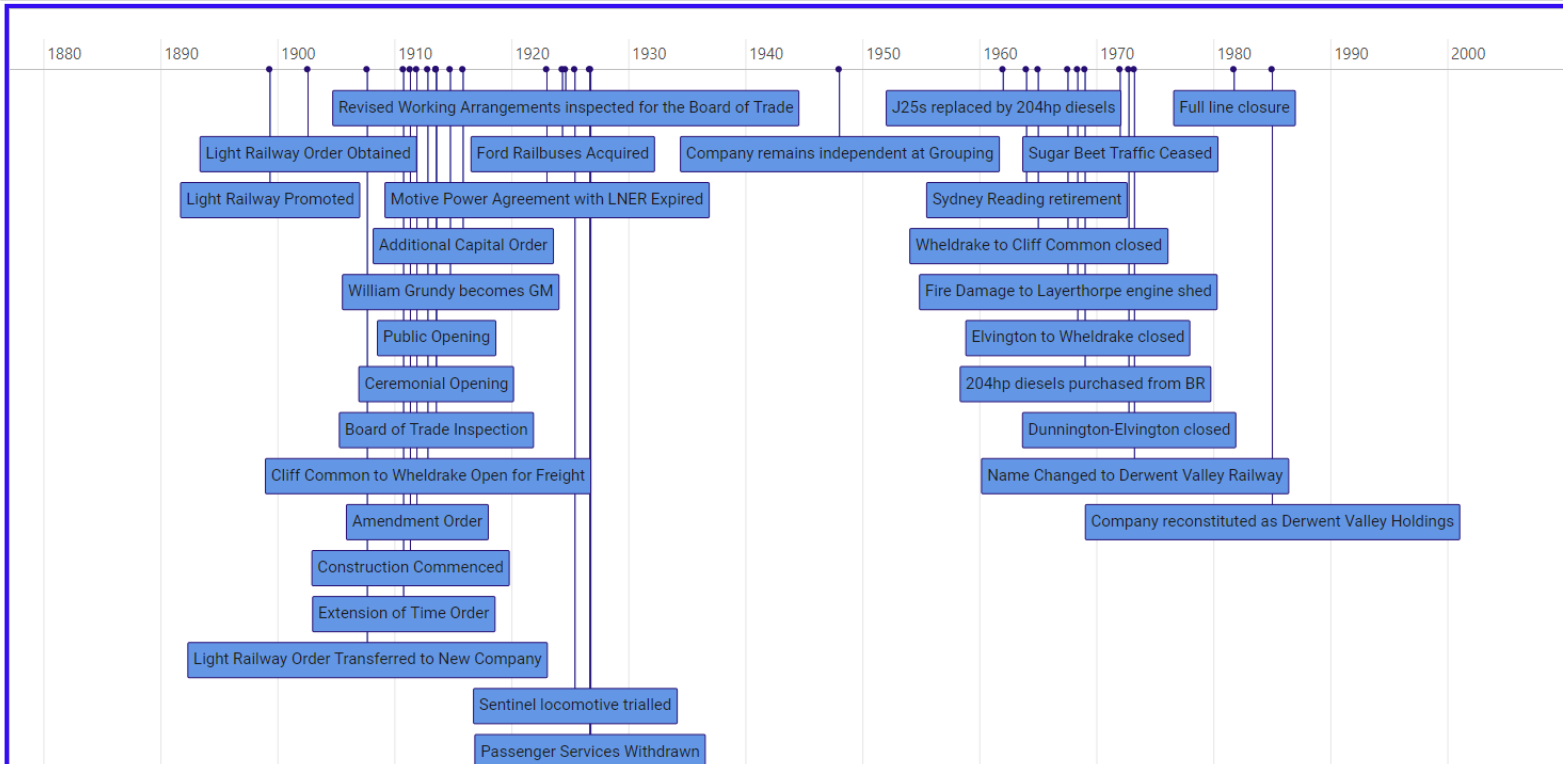 1880 1890 1900 1910 1920 1930 1940 1950 1960 1970 1980 1990 2000
Revised Working Arrangements inspected for the Board of Trade J25s replaced by 204hp diesels Full line closure
Light Railway Order Obtained Ford Railbuses Acquired Company remains independent at Grouping Sugar Beet Traffic Ceased
Light Railway Promoted Motive Power Agreement with LNER Expired Sydney Reading retirement
Additional Capital Order Wheldrake to Cliff Common closed
William Grundy becomes GM Fire Damage to Layerthorpe engine shed
Public Opening Elvington to Wheldrake closed
Ceremonial Opening 204hp diesels purchased from BR
Board of Trade Inspection Dunnington-Elvington closed
Cliff Common to Wheldrake Open for Freight Name Changed to Derwent Valley Railway
Amendment Order Company reconstituted as Derwent Valley Holdings
Construction Commenced
Extension of Time Order
Light Railway Order Transferred to New Company
Sentinel locomotive trialled
Passenger Services Withdrawn